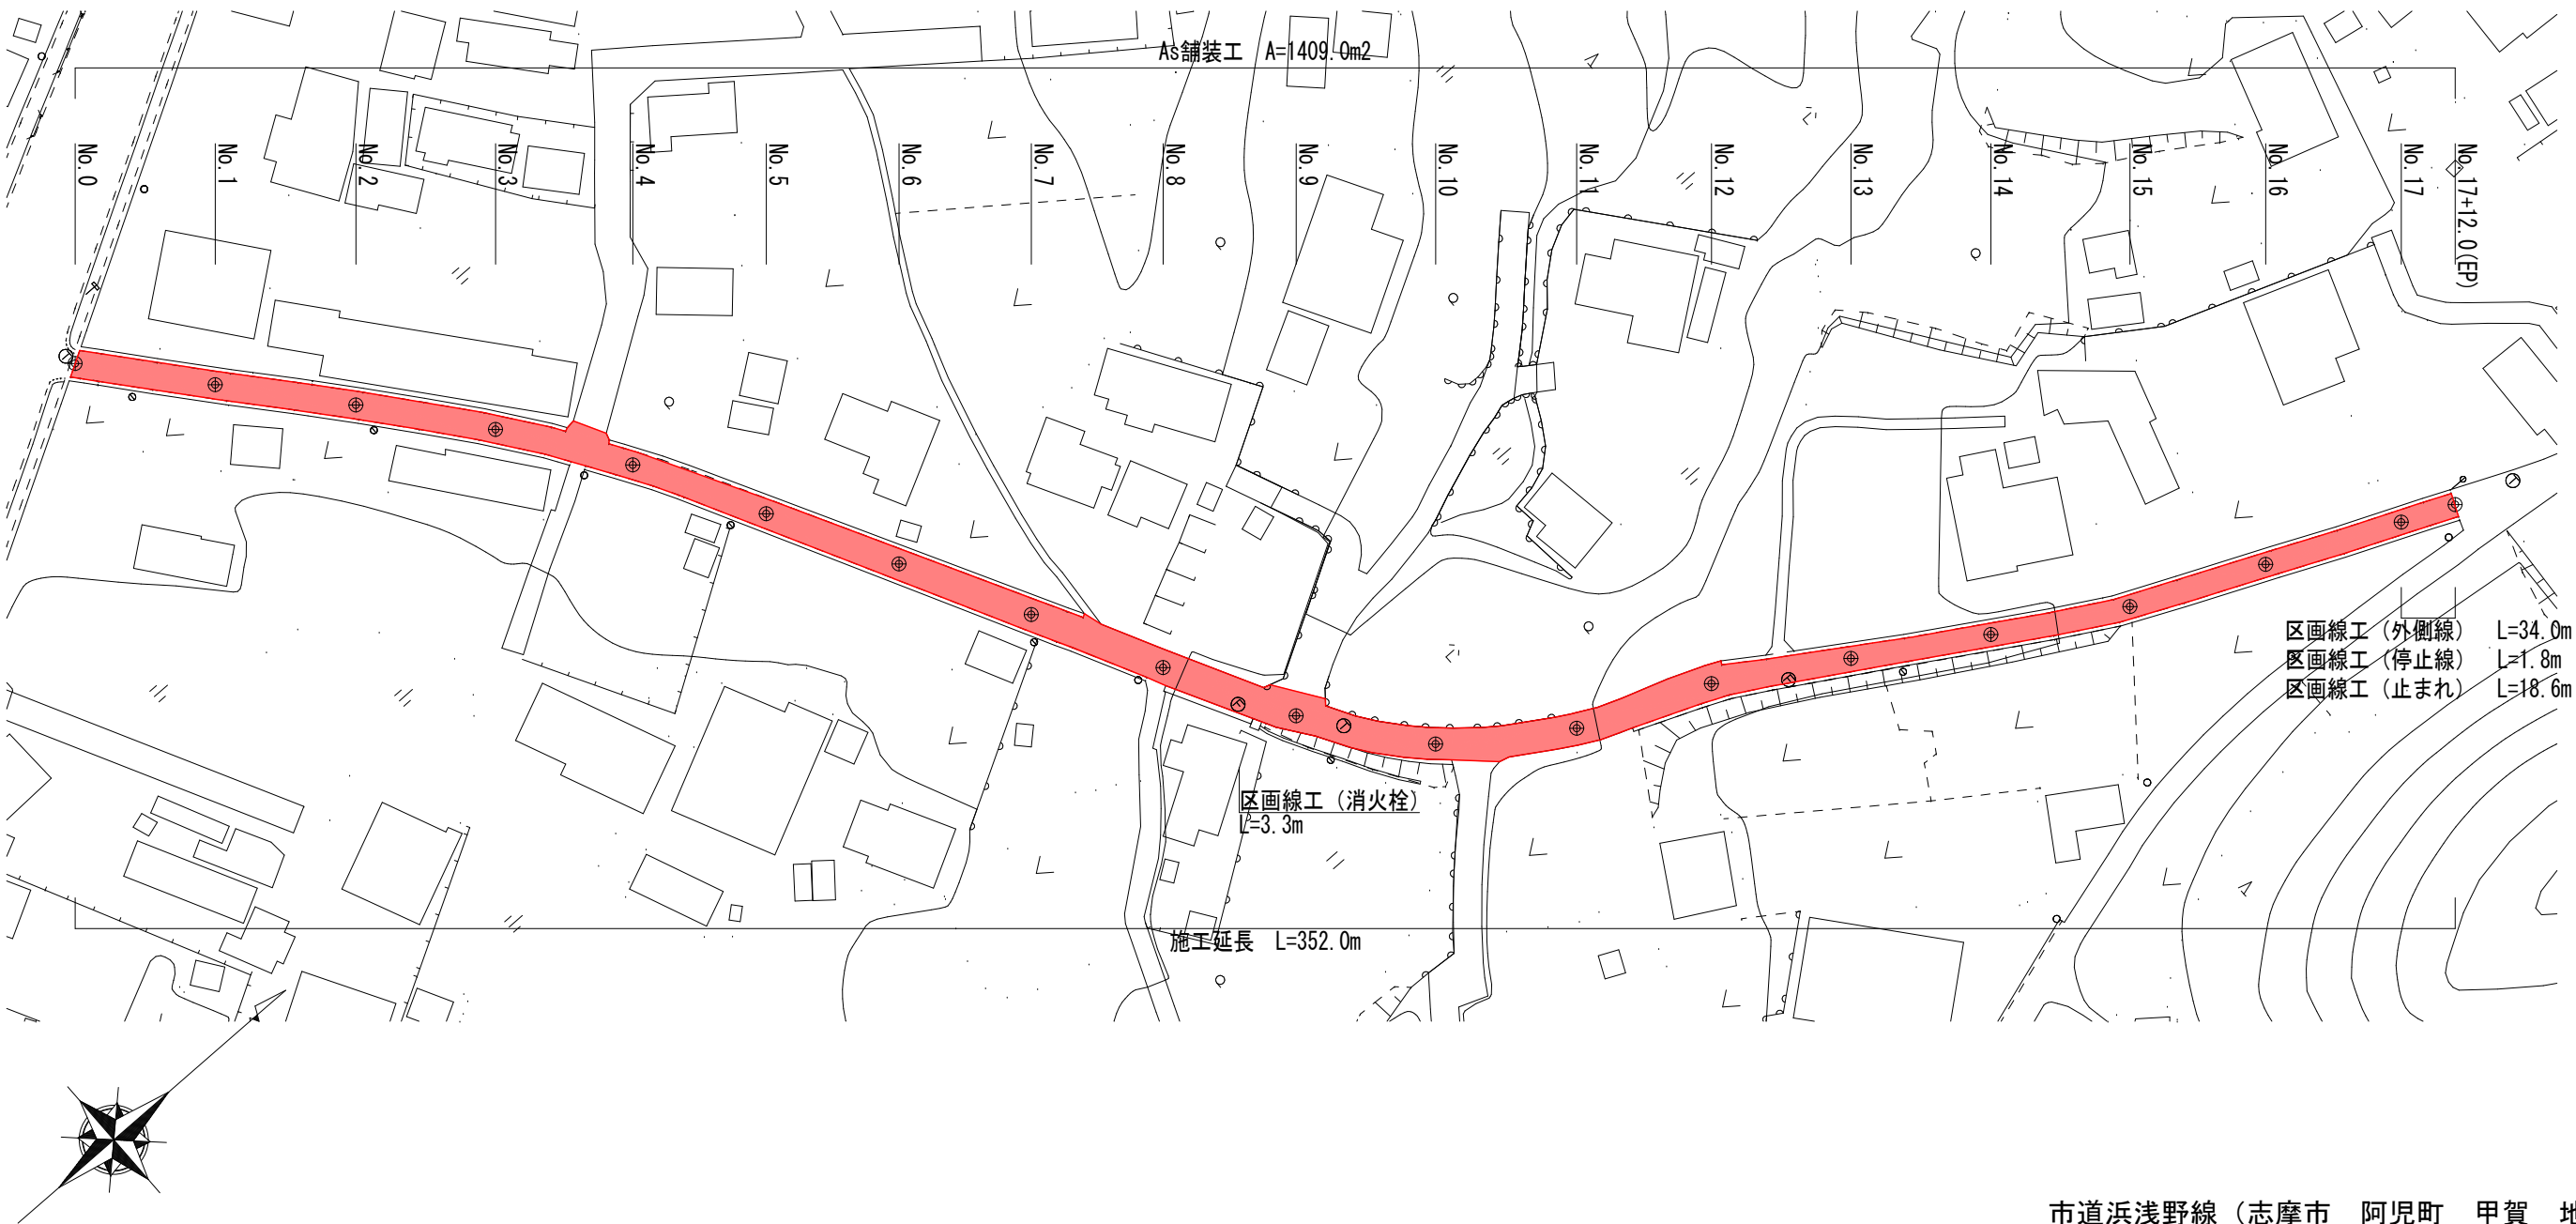 As舗装工　A=1409.0m2
No.0
No.1
No.2
No.3
No.4
No.5
No.6
No.7
No.8
No.9
No.10
No.11
No.12
No.13
No.14
No.15
No.16
No.17
No.17+12.0(EP)
区画線工（外側線）　L=34.0m
区画線工（停止線）　L=1.8m
区画線工（止まれ）　L=18.6m
区画線工（消火栓）
L=3.3m
施工延長　L=352.0m
市道浜浅野線（志摩市　阿児町　甲賀　地